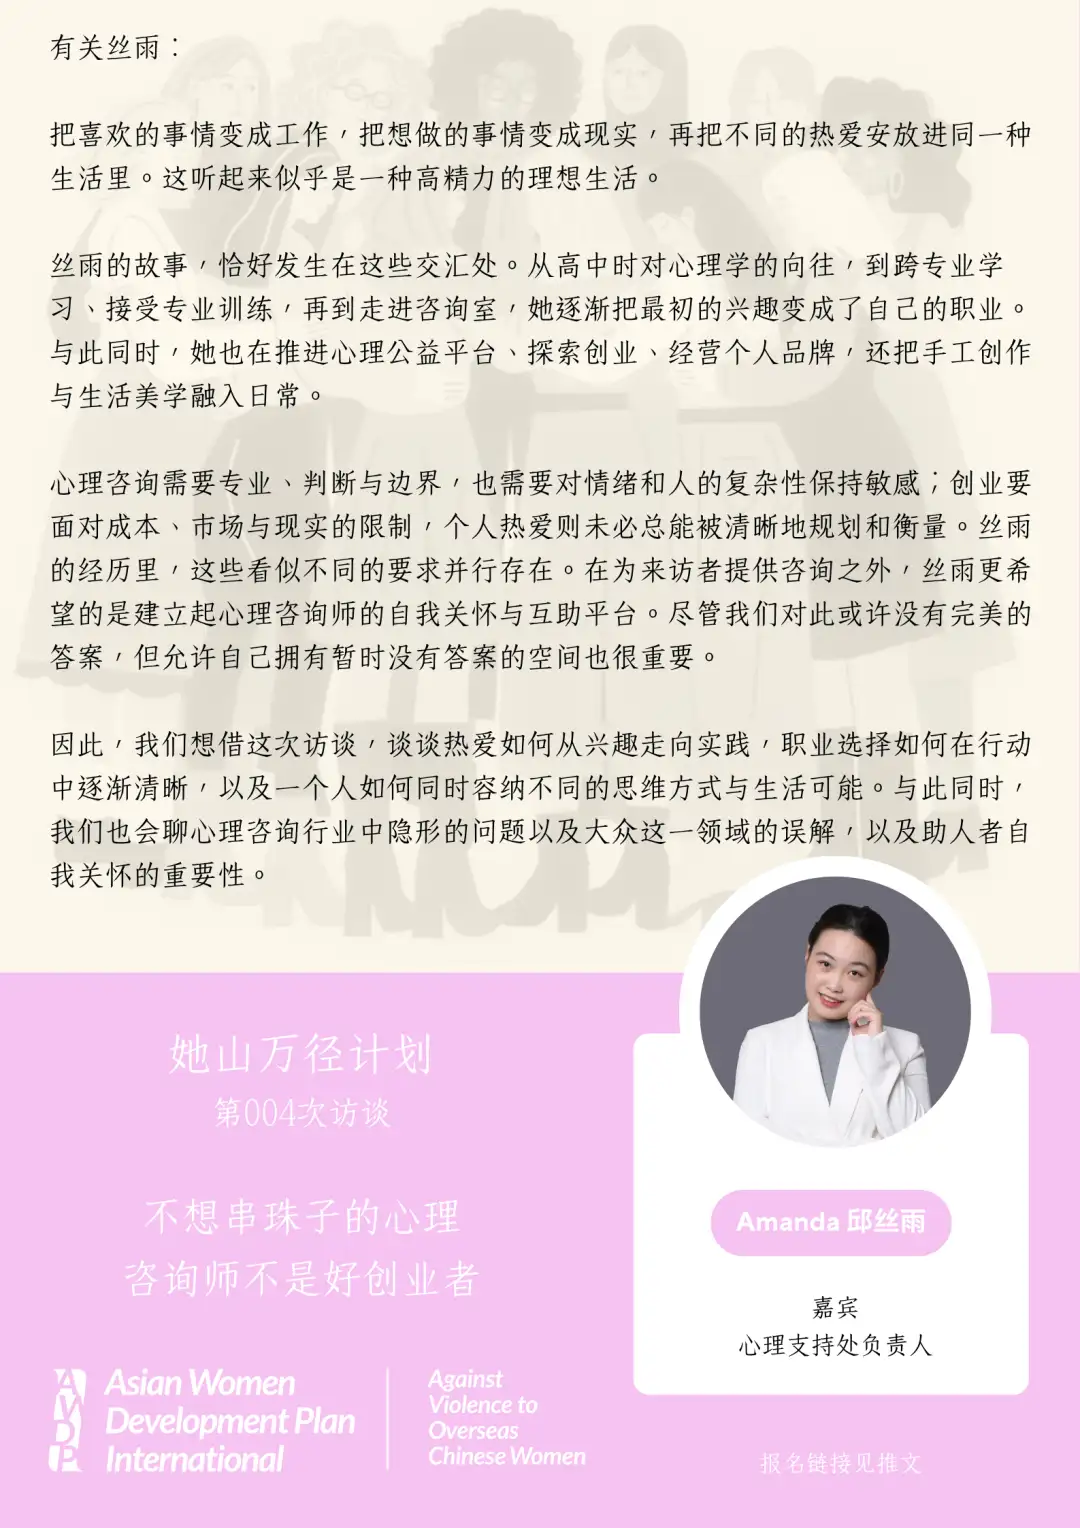 有关丝雨：
把喜欢的事情变成工作，把想做的事情变成现实，再把不同的热爱安放进同一种
生活里。这听起来似乎是一种高精力的理想生活。
丝雨的故事，恰好发生在这些交汇处。从高中时对心理学的向往，到跨专业学
习、接受专业训练，再到走进咨询室，她逐渐把最初的兴趣变成了自己的职业。
与此同时，她也在推进心理公益平台、探索创业、经营个人品牌，还把手工创作
与生活美学融入日常。
心理咨询需要专业、判断与边界，也需要对情绪和人的复杂性保持敏感；创业要
面对成本、市场与现实的限制，个人热爱则未必总能被清晰地规划和衡量。丝雨
的经历里，这些看似不同的要求并行存在。在为来访者提供咨询之外，丝雨更希
望的是建立起心理咨询师的自我关怀与互助平台。尽管我们对此或许没有完美的
答案，但允许自己拥有暂时没有答案的空间也很重要。
因此，我们想借这次访谈，谈谈热爱如何从兴趣走向实践，职业选择如何在行动
中逐渐清晰，以及一个人如何同时容纳不同的思维方式与生活可能。与此同时，
我们也会聊心理咨询行业中隐形的问题以及大众这一领域的误解，以及助人者自
我关怀的重要性。
她山万径计划
第004次访谈
不想串珠子的心理
咨询师不是好创业者
Amanda 邱丝雨
嘉宾
心理支持处负责人
AWDP
Asian Women
Development Plan
International
Against
Violence to
Overseas
Chinese Women
报名链接见推文